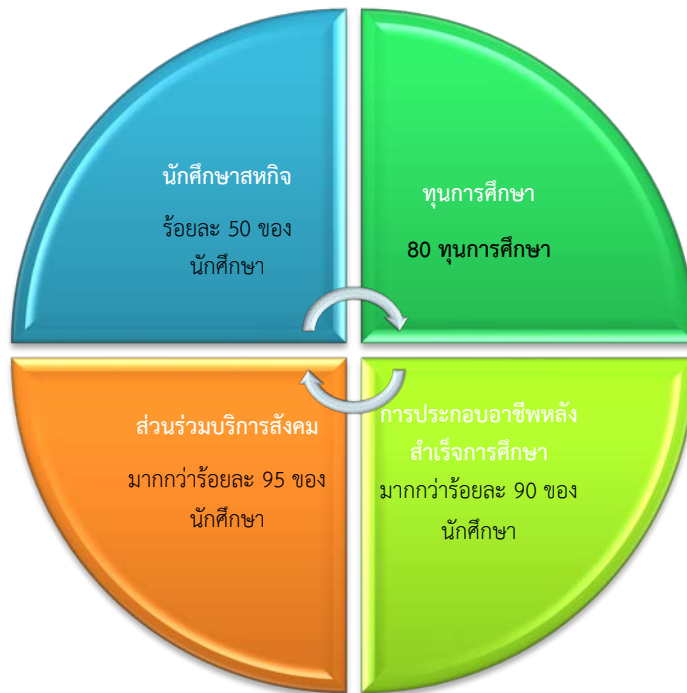 นักศึกษาสหกิจ
ร้อยละ 50 ของ
นักศึกษา
ทุนการศึกษา
80 ทุนการศึกษา
ส่วนร่วมบริการสังคม
มากกว่าร้อยละ 95 ของ
นักศึกษา
การประกอบอาชีพหลัง
สำเร็จการศึกษา
มากกว่าร้อยละ 90 ของ
นักศึกษา